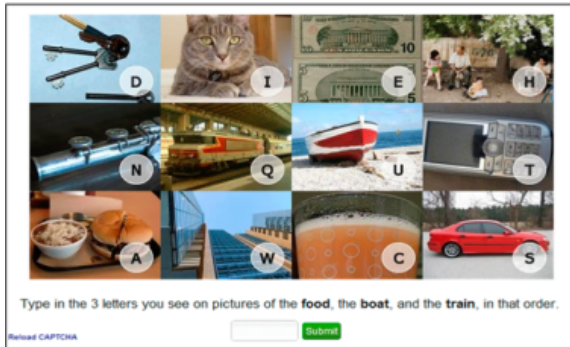 D I E H
10
5
N Q U T
A W C S
Type in the 3 letters you see on pictures of the food, the boat, and the train, in that order.
Reload CAPTCHA Submit